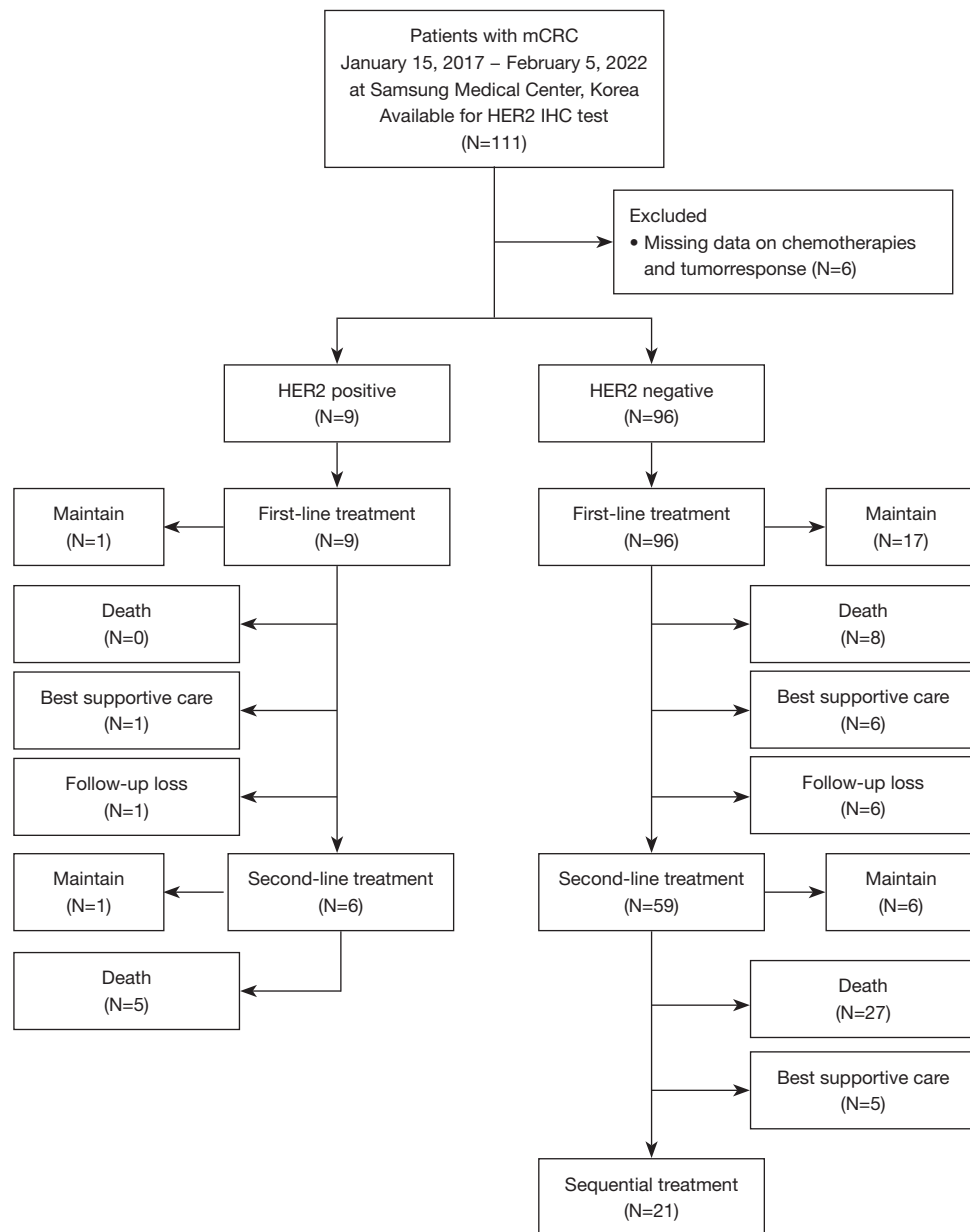 Patients with mCRC
January 15, 2017 – February 5, 2022
at Samsung Medical Center, Korea
Available for HER2 IHC test
(N=111)
Excluded
• Missing data on chemotherapies
and tumorresponse (N=6)
HER2 positive
(N=9)
HER2 negative
(N=96)
Maintain
(N=1)
First-line treatment
(N=9)
First-line treatment
(N=96)
Maintain
(N=17)
Death
(N=0)
Death
(N=8)
Best supportive care
(N=1)
Best supportive care
(N=6)
Follow-up loss
(N=1)
Follow-up loss
(N=6)
Maintain
(N=1)
Second-line treatment
(N=6)
Second-line treatment
(N=59)
Maintain
(N=6)
Death
(N=5)
Death
(N=27)
Best supportive care
(N=5)
Sequential treatment
(N=21)